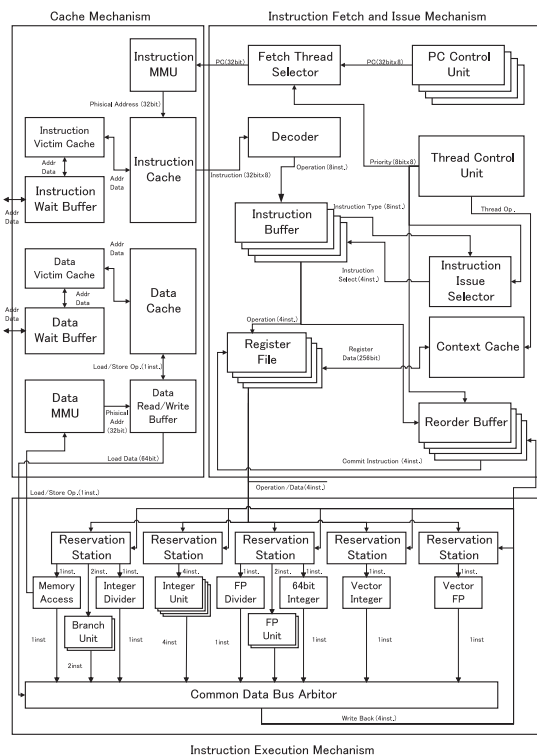 Cache Mechanism
Instruction Fetch and Issue Mechanism
Instruction
MMU
PC(32bit)
Fetch Thread
Selector
PC(32bitx8)
PC Control
Unit
Phisical Address (32bit)
Instruction
Victim Cache
Addr
Data
Instruction
Wait Buffer
Addr
Data
Addr
Data
Instruction
Cache
Instruction (32bitx8)
Decoder
Operation (8inst.)
Priority(8bitx8)
Thread Control
Unit
Thread Op.
Instruction Type (8inst.)
Instruction
Buffer
Instruction
Select(4inst.)
Instruction
Issue
Selector
Data
Victim Cache
Addr
Data
Addr
Data
Data
Wait Buffer
Addr
Data
Data
Cache
Load/Store Op.(1inst.)
Operation (4inst.)
Register
File
Register
Data(256bit)
Context Cache
Data
MMU
Phisical
Addr
(32bit)
Data
Read/Write
Buffer
Load Data (64bit)
Reorder Buffer
Commit Instruction (4inst.)
Load/Store Op.(1inst.)
Operation/Data(4inst.)
Reservation
Station
Reservation
Station
Reservation
Station
Reservation
Station
Reservation
Station
1inst.
2inst.
1inst.
4inst.
1inst.
2inst.
1inst.
1inst.
1inst.
Memory
Access
Integer
Divider
Integer
Unit
FP
Divider
64bit
Integer
Vector
Integer
Vector
FP
Branch
Unit
FP
Unit
1inst
2inst
1inst
4inst
1inst
2inst
1inst
1inst
1inst
Common Data Bus Arbitor
Write Back (4inst.)
Instruction Execution Mechanism